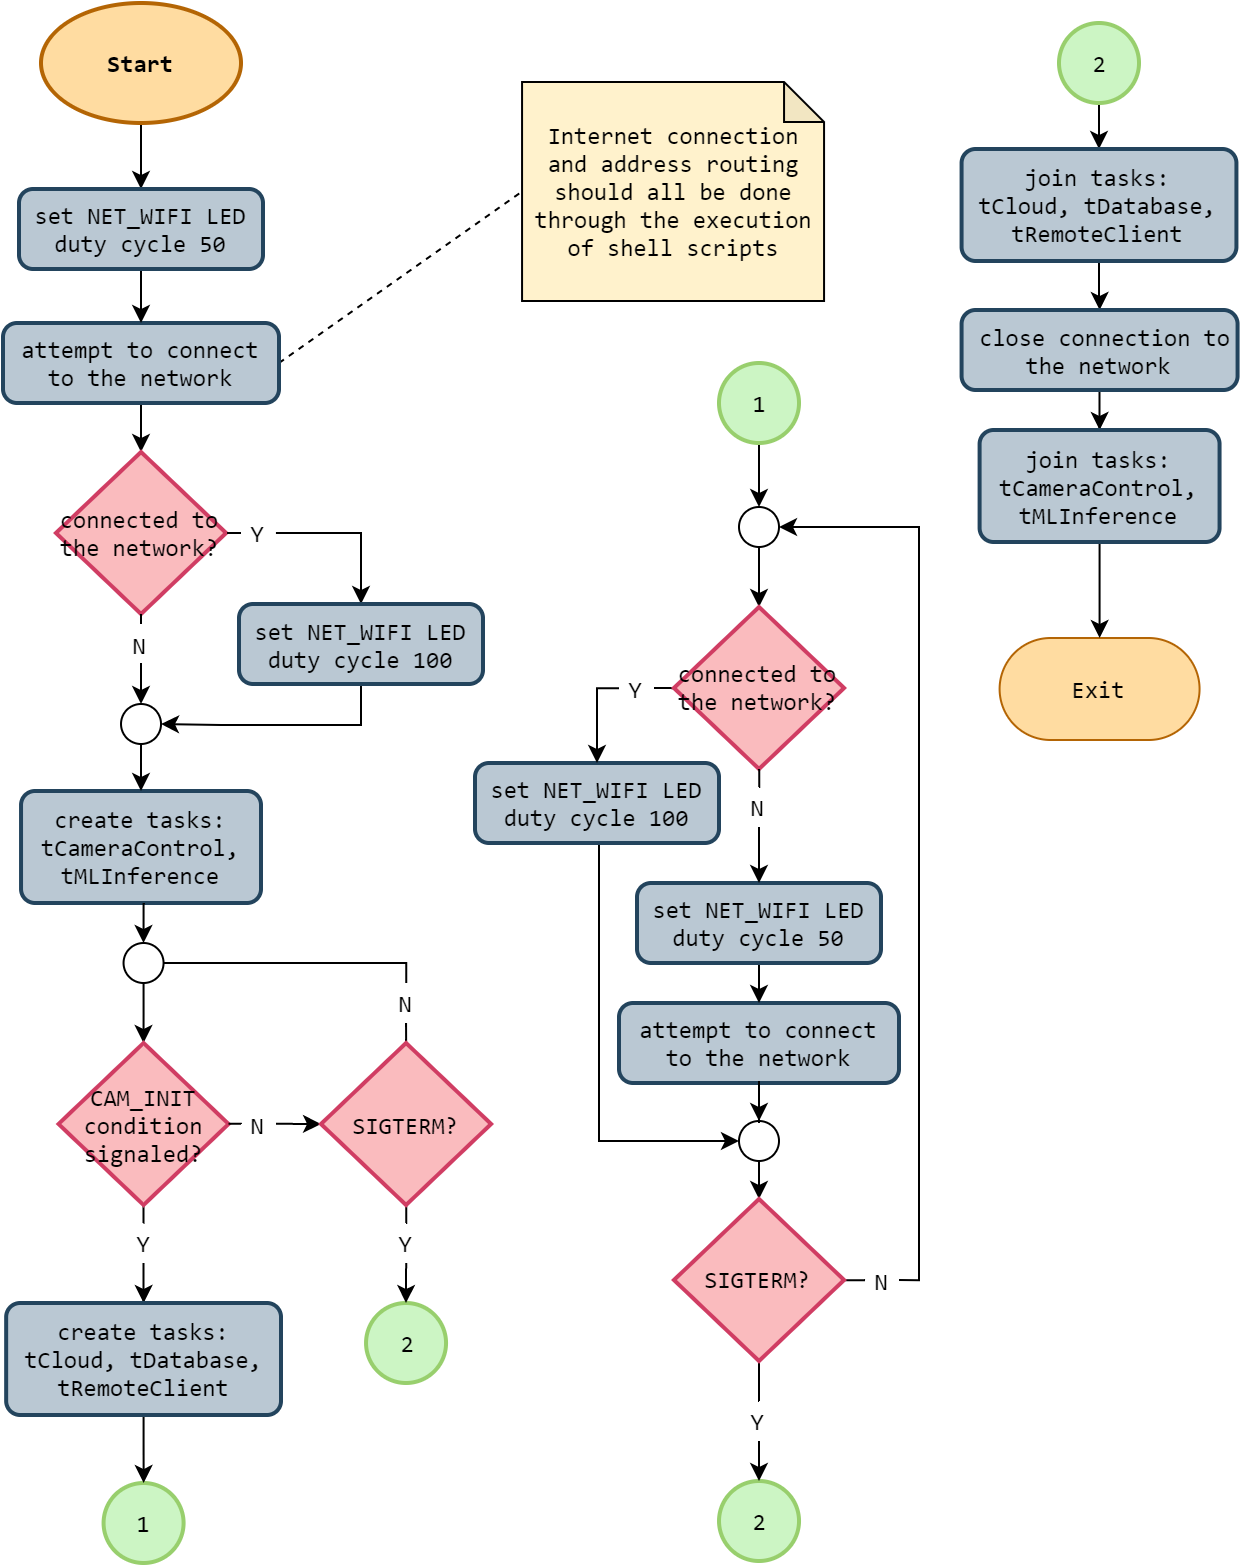 Start
set NET_WIFI LED
duty cycle 50
attempt to connect
to the network
Internet connection
and address routing
should all be done
through the execution
of shell scripts
connected to
the network?
Y
N
set NET_WIFI LED
duty cycle 100
create tasks:
tCameraControl,
tMLInference
CAM_INIT
condition
signaled?
N
SIGTERM?
N
Y
Y
2
create tasks:
tCloud, tDatabase,
tRemoteClient
1
1
connected to
the network?
Y
N
set NET_WIFI LED
duty cycle 100
set NET_WIFI LED
duty cycle 50
attempt to connect
to the network
SIGTERM?
N
Y
2
2
join tasks:
tCloud, tDatabase,
tRemoteClient
close connection to
the network
join tasks:
tCameraControl,
tMLInference
Exit